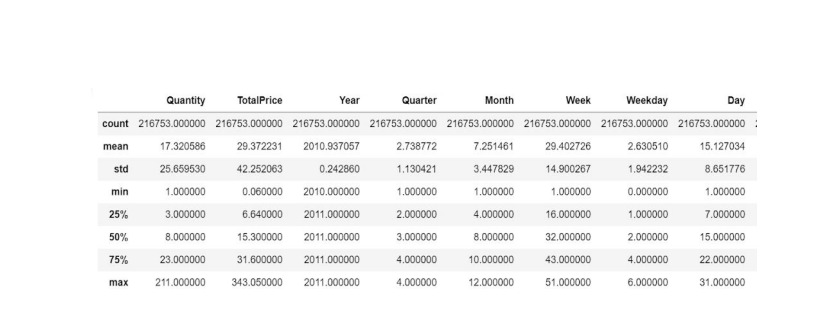 Quantity TotalPrice Year Quarter Month Week Weekday Day
count 216753.000000 216753.000000 216753.000000 216753.000000 216753.000000 216753.000000 216753.000000 216753.000000
mean 17.320586 29.372231 2010.937057 2.738772 7.251461 29.402726 2.630510 15.127034
std 25.659530 42.252063 0.242860 1.130421 3.447829 14.900267 1.942232 8.651776
min 1.000000 0.060000 2010.000000 1.000000 1.000000 1.000000 0.000000 1.000000
25% 3.000000 6.640000 2011.000000 2.000000 4.000000 16.000000 1.000000 7.000000
50% 8.000000 15.300000 2011.000000 3.000000 8.000000 32.000000 2.000000 15.000000
75% 23.000000 31.600000 2011.000000 4.000000 10.000000 43.000000 4.000000 22.000000
max 211.000000 343.050000 2011.000000 4.000000 12.000000 51.000000 6.000000 31.000000